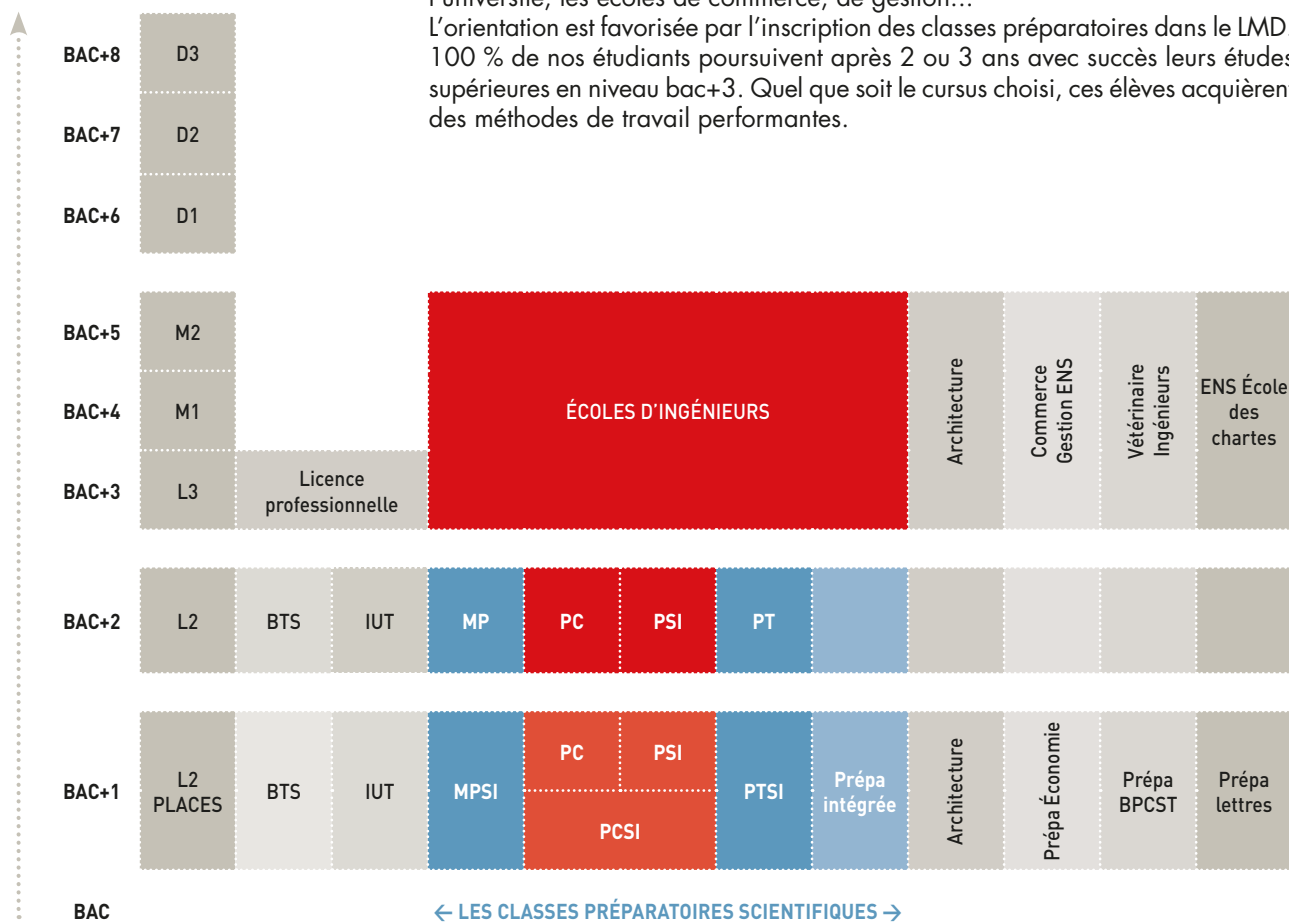 l'université, les écoles de commerce, de gestion...
L'orientation est favorisée par l'inscription des classes préparatoires dans le LMD.
100 % de nos étudiants poursuivent après 2 ou 3 ans avec succès leurs études
supérieures en niveau bac+3. Quel que soit le cursus choisi, ces élèves acquièrent
des méthodes de travail performantes.
BAC+8 D3
BAC+7 D2
BAC+6 D1
BAC+5 M2
BAC+4 M1
BAC+3 L3
Licence
professionnelle
ÉCOLES D'INGÉNIEURS
Architecture
Commerce
Gestion ENS
Vétérinaire
Ingénieurs
ENS École
des
chartes
BAC+2 L2 BTS IUT MP PC PSI PT
BAC+1
L2
PLACES
BTS
IUT
MPSI
PC
PSI
PCSI
PTSI
Prépa
intégrée
Architecture
Prépa Économie
Prépa
BPCST
Prépa
lettres
BAC
← LES CLASSES PRÉPARATOIRES SCIENTIFIQUES →